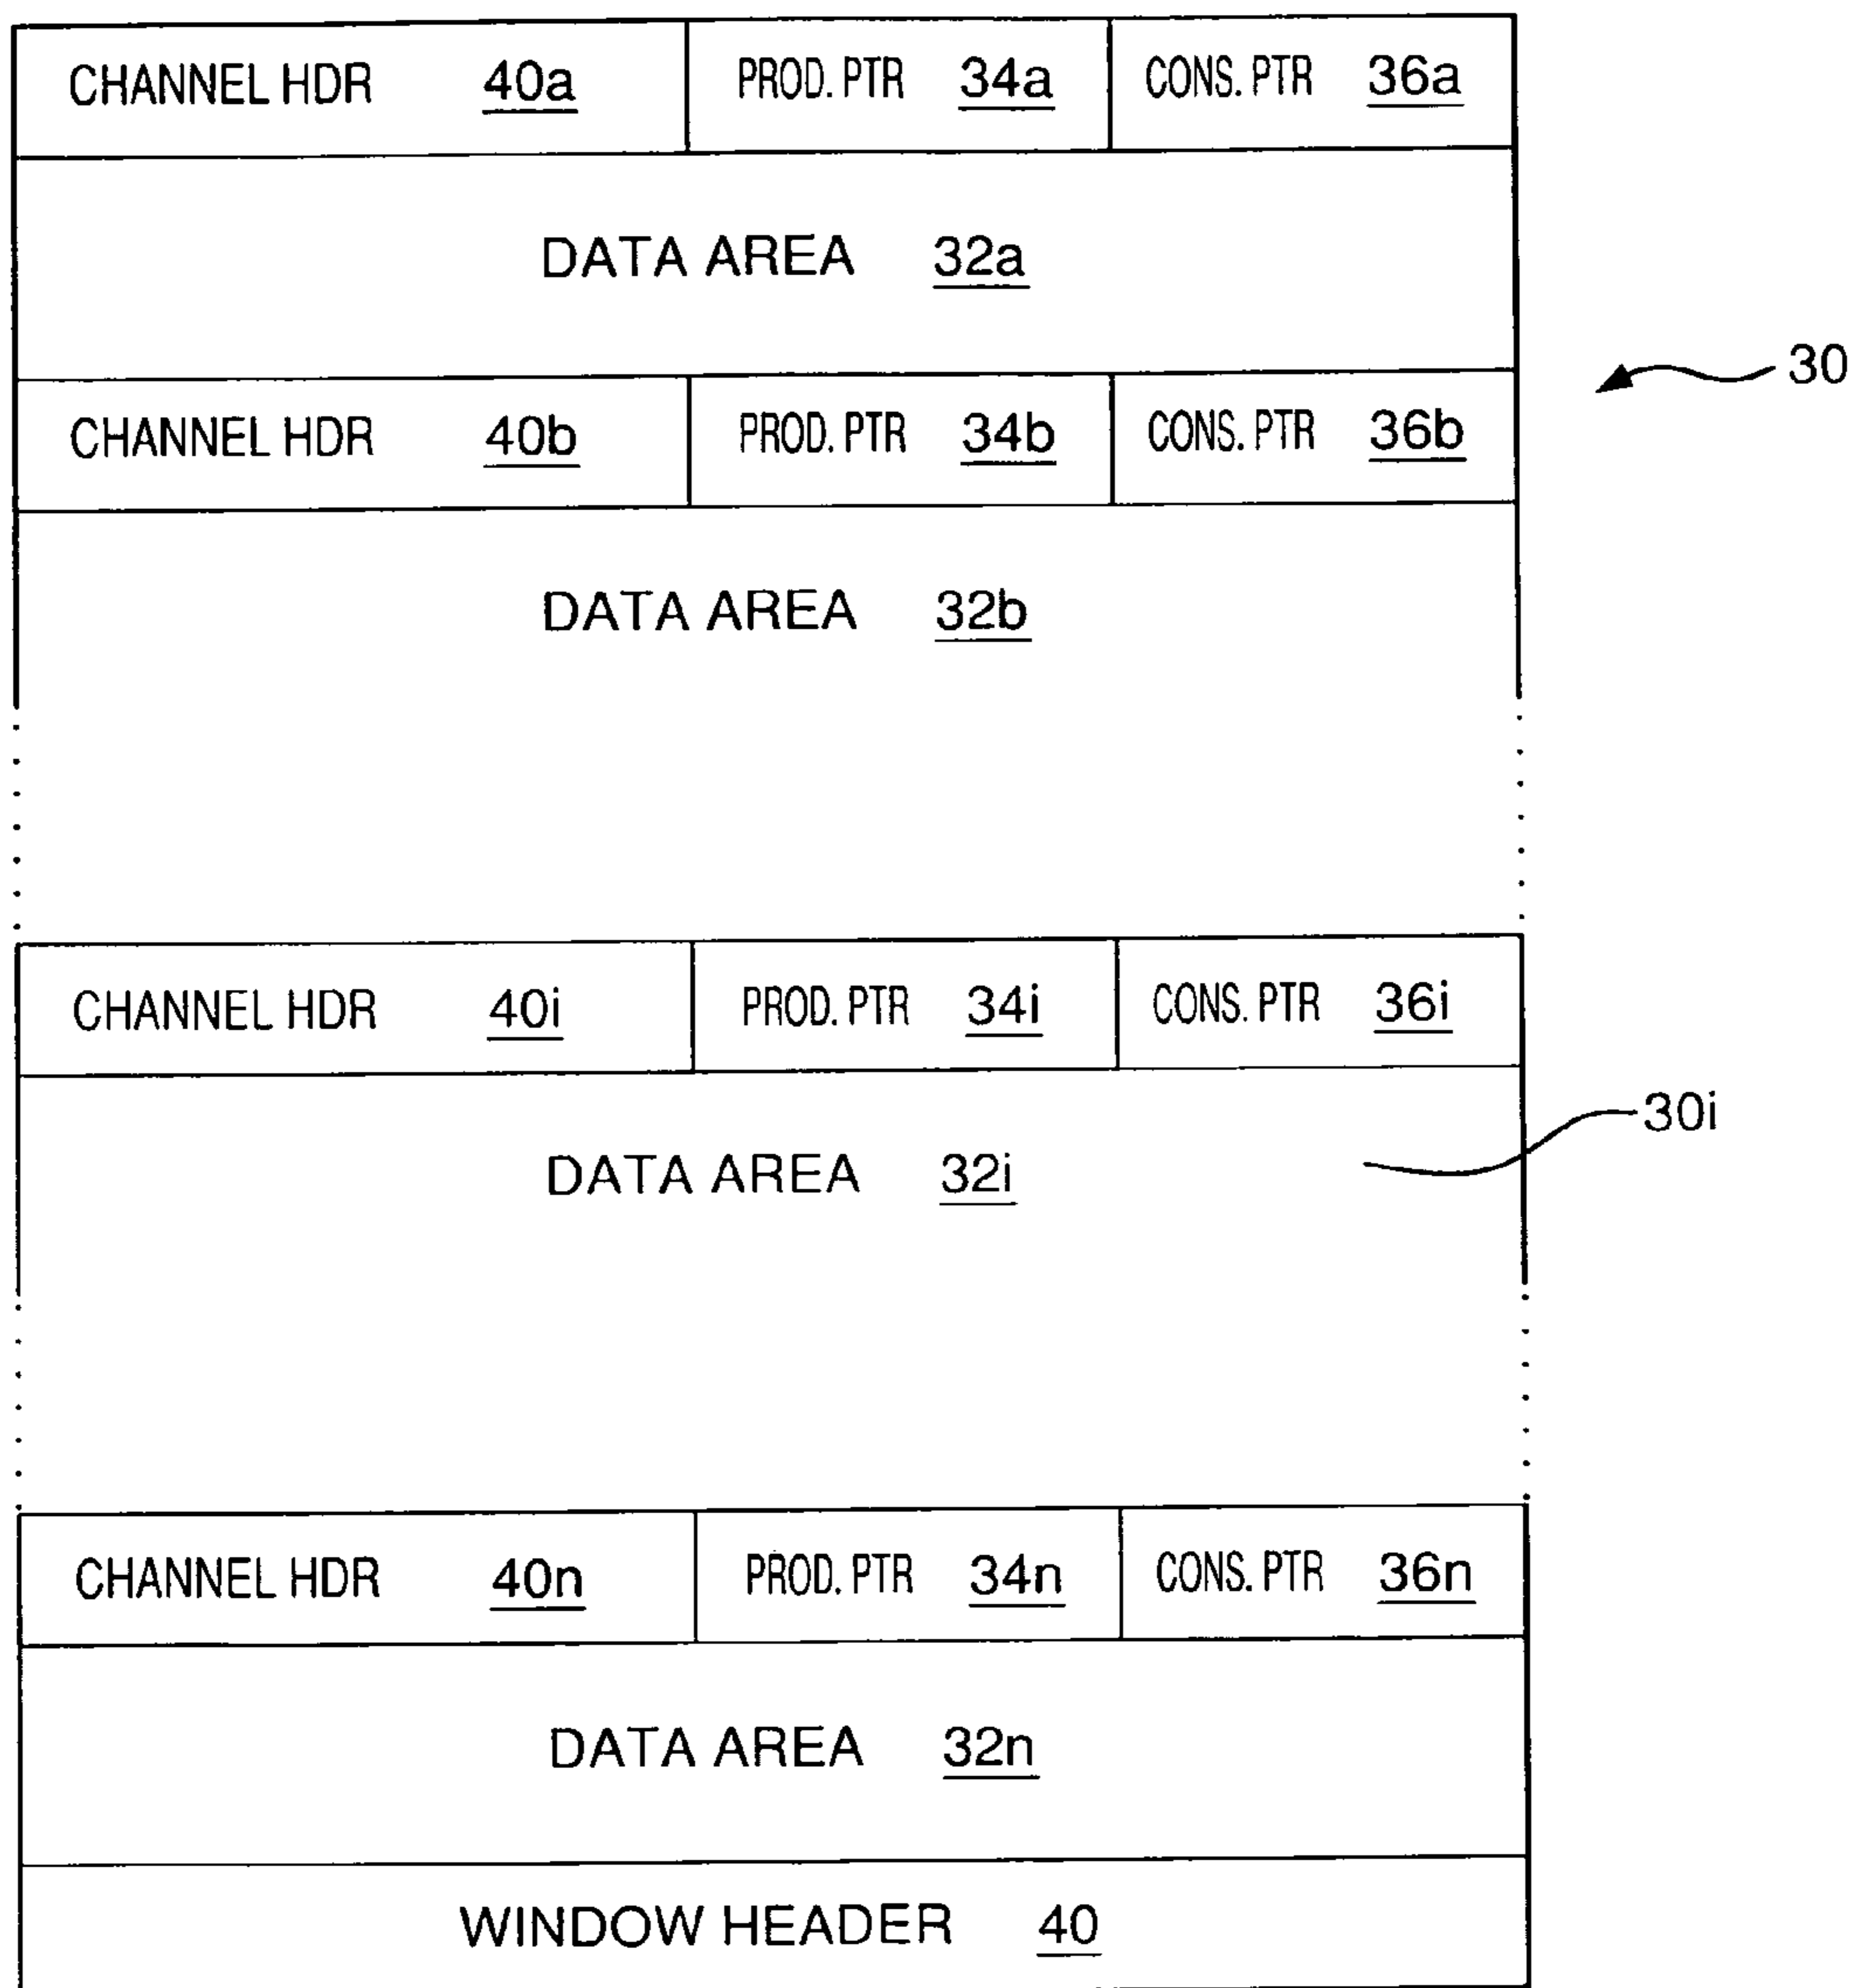 CHANNEL HDR 40a PROD. PTR 34a CONS. PTR 36a
DATA AREA 32a
30
CHANNEL HDR 40b PROD. PTR 34b CONS. PTR 36b
DATA AREA 32b
CHANNEL HDR 40i PROD. PTR 34i CONS. PTR 36i
30i
DATA AREA 32i
CHANNEL HDR 40n PROD. PTR 34n CONS. PTR 36n
DATA AREA 32n
WINDOW HEADER 40